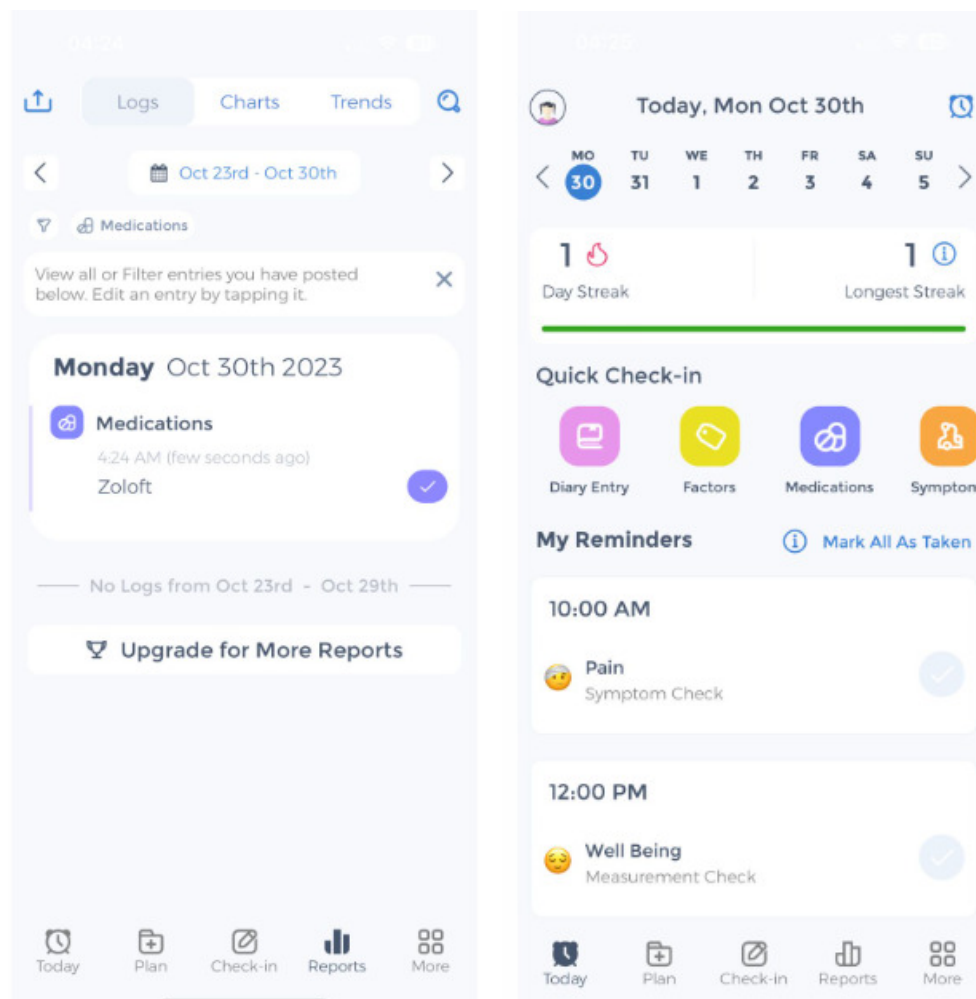 04:24
Logs Charts Trends
Oct 23rd - Oct 30th
Medications
View all or Filter entries you have posted
below. Edit an entry by tapping it.
Monday Oct 30th 2023
Medications
4:24 AM (few seconds ago)
Zoloft
No Logs from Oct 23rd - Oct 29th
Upgrade for More Reports
Today Plan Check-in Reports More
Today, Mon Oct 30th
MO TU WE TH FR SA SU
30 31 1 2 3 4 5
1 1
Day Streak Longest Streak
Quick Check-in
Diary Entry Factors Medications Symptom
My Reminders Mark All As Taken
10:00 AM
Pain
Symptom Check
12:00 PM
Well Being
Measurement Check
Today Plan Check-in Reports More